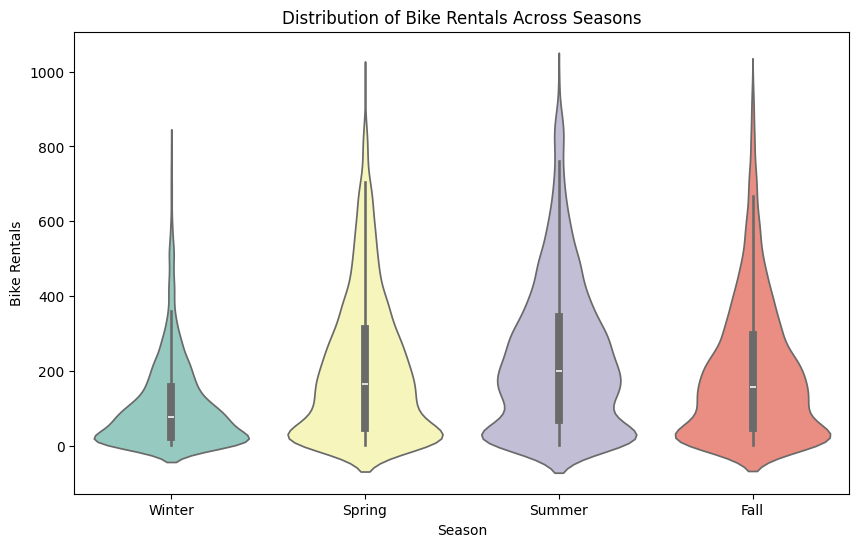 Distribution of Bike Rentals Across Seasons
1000
800
600
400
200
0
Bike Rentals
Winter
Spring
Summer
Fall
Season